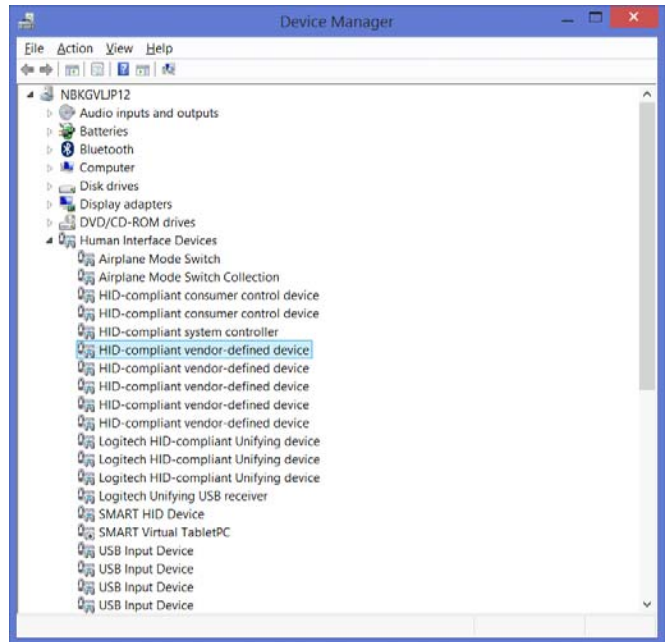 Device Manager
File Action View Help
NBKGVLJP12
Audio inputs and outputs
Batteries
Bluetooth
Computer
Disk drives
Display adapters
DVD/CD-ROM drives
Human Interface Devices
Airplane Mode Switch
Airplane Mode Switch Collection
HID-compliant consumer control device
HID-compliant consumer control device
HID-compliant system controller
HID-compliant vendor-defined device
HID-compliant vendor-defined device
HID-compliant vendor-defined device
HID-compliant vendor-defined device
HID-compliant vendor-defined device
Logitech HID-compliant Unifying device
Logitech HID-compliant Unifying device
Logitech HID-compliant Unifying device
Logitech Unifying USB receiver
SMART HID Device
SMART Virtual TabletPC
USB Input Device
USB Input Device
USB Input Device
USB Input Device